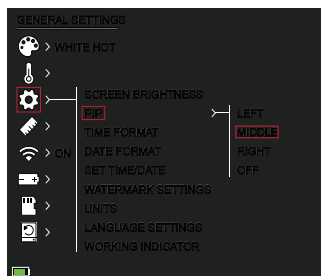 GENERAL SETTINGS
WHITE HOT
SCREEN BRIGHTNESS
PIP
LEFT
TIME FORMAT
MIDDLE
DATE FORMAT
RIGHT
ON
SET TIME/DATE
OFF
WATERMARK SETTINGS
UNITS
LANGUAGE SETTINGS
WORKING INDICATOR